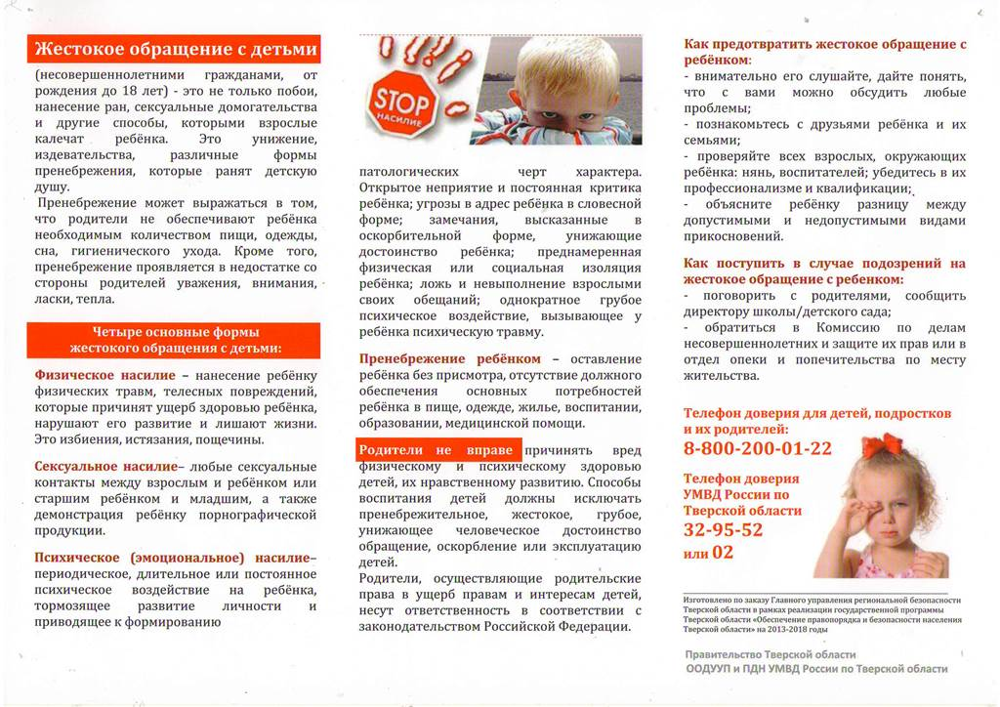 Жестокое обращение с детьми
(несовершеннолетними гражданами, от
рождения до 18 лет) - это не только побои,
нанесение ран, сексуальные домогательства
и другие способы, которыми взрослые
калечат ребёнка. Это унижение,
издевательства, различные формы
пренебрежения, которые ранят детскую
душу.
Пренебрежение может выражаться в том,
что родители не обеспечивают ребёнка
необходимым количеством пищи, одежды,
сна, гигиенического ухода. Кроме того,
пренебрежение проявляется в недостатке со
стороны родителей уважения, внимания,
ласки, тепла.
Четыре основные формы
жестокого обращения с детьми:
Физическое насилие – нанесение ребёнку
физических травм, телесных повреждений,
которые причинят ущерб здоровью ребёнка,
нарушают его развитие и лишают жизни.
Это избиения, истязания, пощечины.
Сексуальное насилие– любые сексуальные
контакты между взрослым и ребёнком или
старшим ребёнком и младшим, а также
демонстрация ребёнку порнографической
продукции.
Психическое (эмоциональное) насилие–
периодическое, длительное или постоянное
психическое воздействие на ребёнка,
тормозящее развитие личности и
приводящее к формированию
STOP
НАСИЛИЕ
патологических черт характера.
Открытое неприятие и постоянная критика
ребёнка; угрозы в адрес ребёнка в словесной
форме; замечания, высказанные в
оскорбительной форме, унижающие
достоинство ребёнка; преднамеренная
физическая или социальная изоляция
ребёнка; ложь и невыполнение взрослыми
своих обещаний; однократное грубое
психическое воздействие, вызывающее у
ребёнка психическую травму.
Пренебрежение ребёнком – оставление
ребёнка без присмотра, отсутствие должного
обеспечения основных потребностей
ребёнка в пище, одежде, жилье, воспитании,
образовании, медицинской помощи.
Родители не вправе причинять вред
физическому и психическому здоровью
детей, их нравственному развитию. Способы
воспитания детей должны исключать
пренебрежительное, жестокое, грубое,
унижающее человеческое достоинство
обращение, оскорбление или эксплуатацию
детей.
Родители, осуществляющие родительские
права в ущерб правам и интересам детей,
несут ответственность в соответствии с
законодательством Российской Федерации.
Как предотвратить жестокое обращение с
ребёнком:
- внимательно его слушайте, дайте понять,
что с вами можно обсудить любые
проблемы;
- познакомьтесь с друзьями ребёнка и их
семьями;
- проверяйте всех взрослых, окружающих
ребёнка: нянь, воспитателей; убедитесь в их
профессионализме и квалификации;
- объясните ребёнку разницу между
допустимыми и недопустимыми видами
прикосновений.
Как поступить в случае подозрений на
жестокое обращение с ребенком:
- поговорить с родителями, сообщить
директору школы/детского сада;
- обратиться в Комиссию по делам
несовершеннолетних и защите их прав или в
отдел опеки и попечительства по месту
жительства.
Телефон доверия для детей, подростков
и их родителей:
8-800-200-01-22
Телефон доверия
УМВД России по
Тверской области
32-95-52
или 02
Изготовлено по заказу Главного управления региональной безопасности
Тверской области в рамках реализации государственной программы
Тверской области «Обеспечение правопорядка и безопасности населения
Тверской области» на 2013-2018 годы
Правительство Тверской области
ООДУУП и ПДН УМВД России по Тверской области